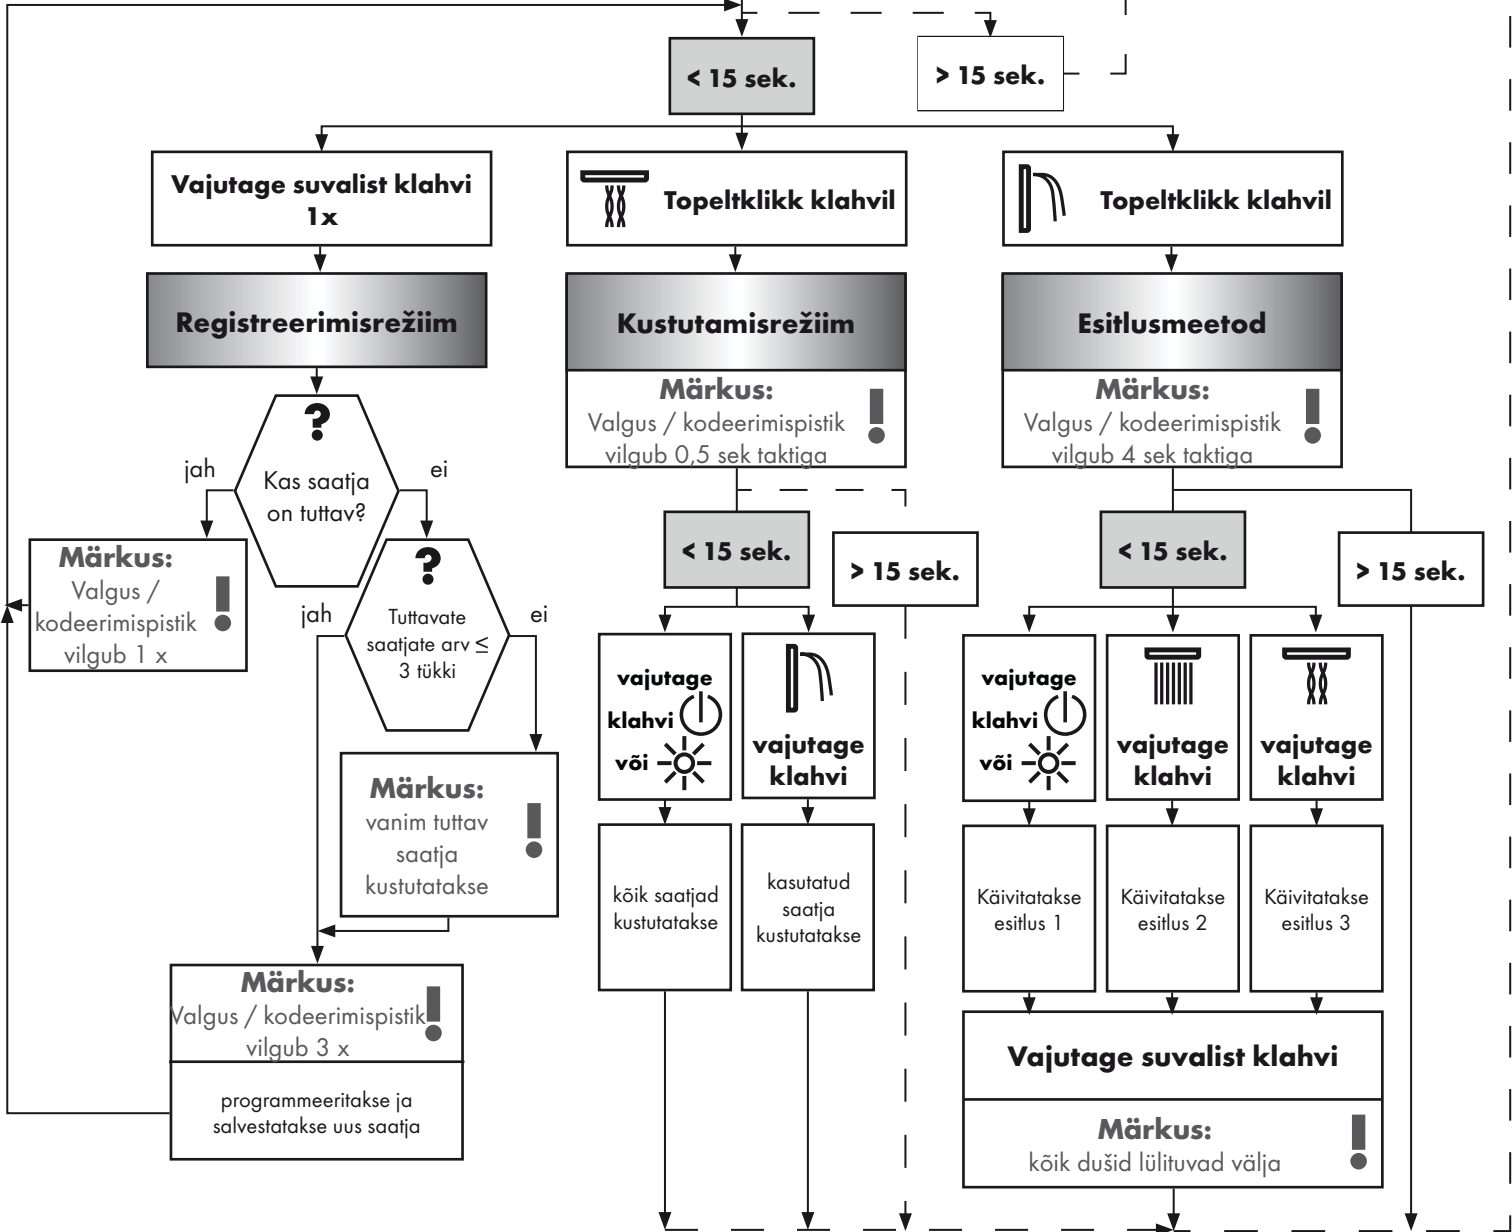 < 15 sek.
> 15 sek.
Vajutage suvalist klahvi
1x
Topeltklikk klahvil
Topeltklikk klahvil
Registreerimisrežiim
Kustutamisrežiim
Esitlusmeetod
Märkus:
Valgus / kodeerimispistik
vilgub 0,5 sek taktiga
Märkus:
Valgus / kodeerimispistik
vilgub 4 sek taktiga
?
jah
ei
Kas saatja
on tuttav?
Märkus:
Valgus /
kodeerimispistik
vilgub 1 x
?
jah
ei
Tuttavate
saatjate arv ≤
3 tükki
< 15 sek.
> 15 sek.
< 15 sek.
> 15 sek.
vajutage
klahvi
või
vajutage
klahvi
vajutage
klahvi
või
vajutage
klahvi
vajutage
klahvi
Märkus:
vanim tuttav
saatja
kustutatakse
kõik saatjad
kustutatakse
kasutatud
saatja
kustutatakse
Käivitatakse
esitlus 1
Käivitatakse
esitlus 2
Käivitatakse
esitlus 3
Märkus:
Valgus / kodeerimispistik
vilgub 3 x
programmeeritakse ja
salvestatakse uus saatja
Vajutage suvalist klahvi
Märkus:
kõik dušid lülituvad välja